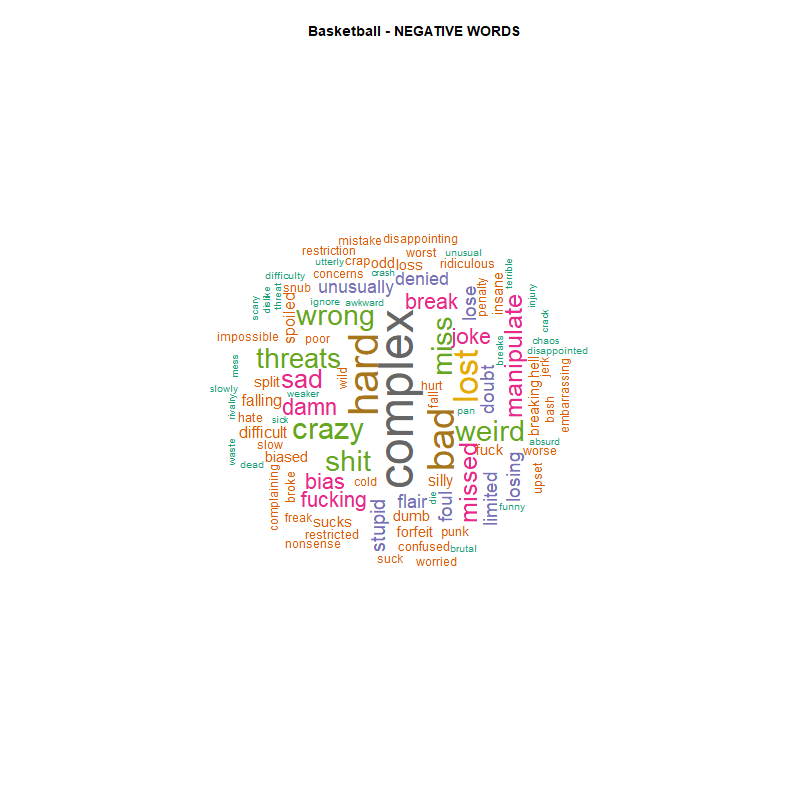 Basketball - NEGATIVE WORDS
mistake
disappointing
restriction
worst
unusual
utterly
crap
odd
loss
ridiculous
terrible
difficulty
concerns
crash
denied
insane
threat
snub
unusually
penalty
injury
dislike
scary
spoiled
ignore
awkward
break
lose
wrong
complex
miss
joke
manipulate
crack
impossible
poor
hard
breaks
chaos
disappointed
threats
lost
mess
sad
split
wild
hurt
doubt
hell
jerk
slowly
weaker
fall
breaking
bash
embarrassing
rivalry
falling
damn
bad
pan
hate
sick
crazy
weird
difficult
absurd
slow
fuck
worse
waste
biased
shit
missed
losing
upset
dead
complaining
broke
bias
cold
silly
limited
die
fucking
flair
foul
funny
freak
sucks
stupid
dumb
restricted
forfeit
punk
nonsense
confused
brutal
suck
worried